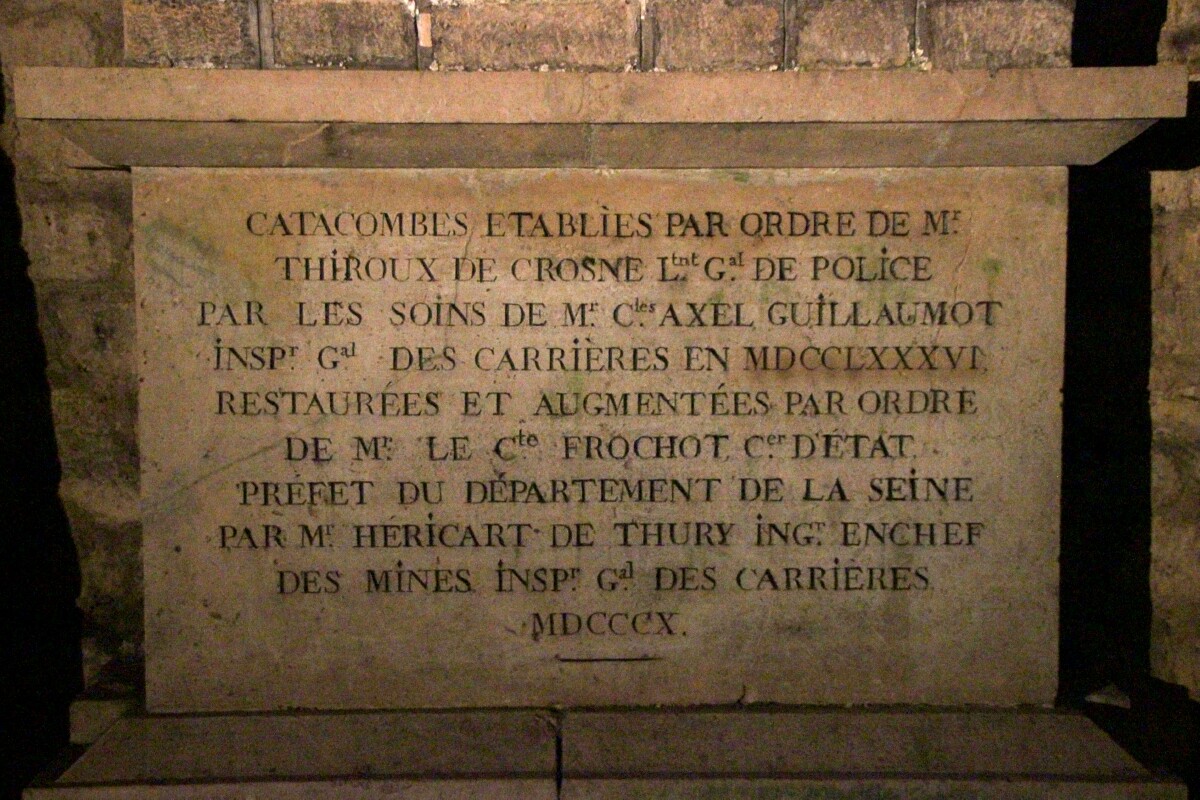 CATACOMBES ETABLÌES PAR ORDRE DE Mr.
THIROUX DE CROSNE Ltnt. Gal. DE POLICE
PAR LES SOINS DE Mr. Cles. AXEL GUILLAUMOT
INSPr. Gal. DES CARRIÈRES EN MDCCLXXXVI,
RESTAURÉES ET AUGMENTÉES PAR ORDRE
DE Mr. LE Cte. FROCHOT, Cer. D'ÉTAT,
PRÉFET DU DÉPARTEMENT DE LA SEINE
PAR Mr. HÉRICART DE THURY INGr. ENCHEF
DES MINES INSPr. Gal. DES CARRIÈRES.
MDCCCX.